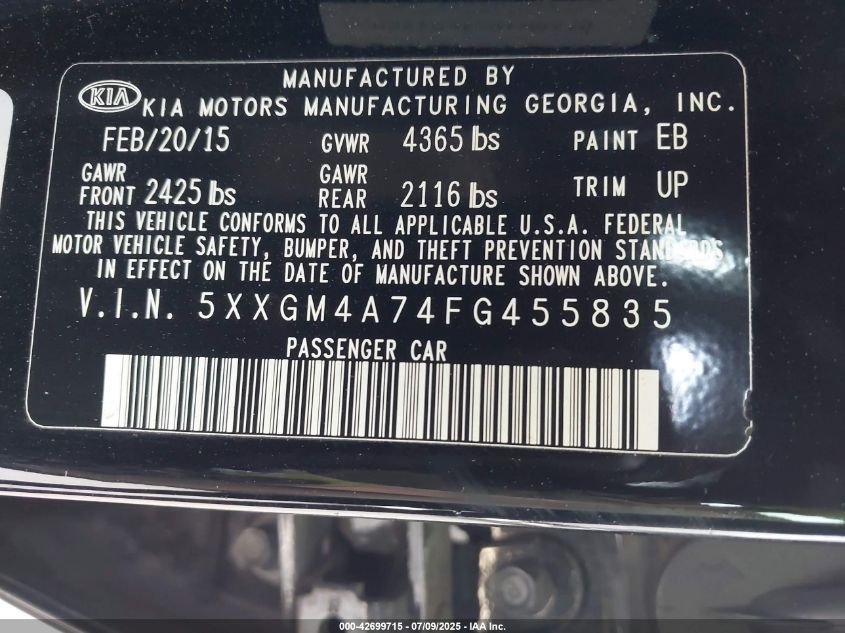 MANUFACTURED BY
KIA KIA MOTORS MANUFACTURING GEORGIA, INC.
FEB/20/15 GVWR 4365 lbs PAINT EB
GAWR FRONT 2425 lbs GAWR REAR 2116 lbs TRIM UP
THIS VEHICLE CONFORMS TO ALL APPLICABLE U.S.A. FEDERAL
MOTOR VEHICLE SAFETY, BUMPER, AND THEFT PREVENTION STANDARDS
IN EFFECT ON THE DATE OF MANUFACTURE SHOWN ABOVE.
V.I.N. 5XXGM4A74FG455835
PASSENGER CAR
000-42699715 - 07/09/2025 - IAA Inc.